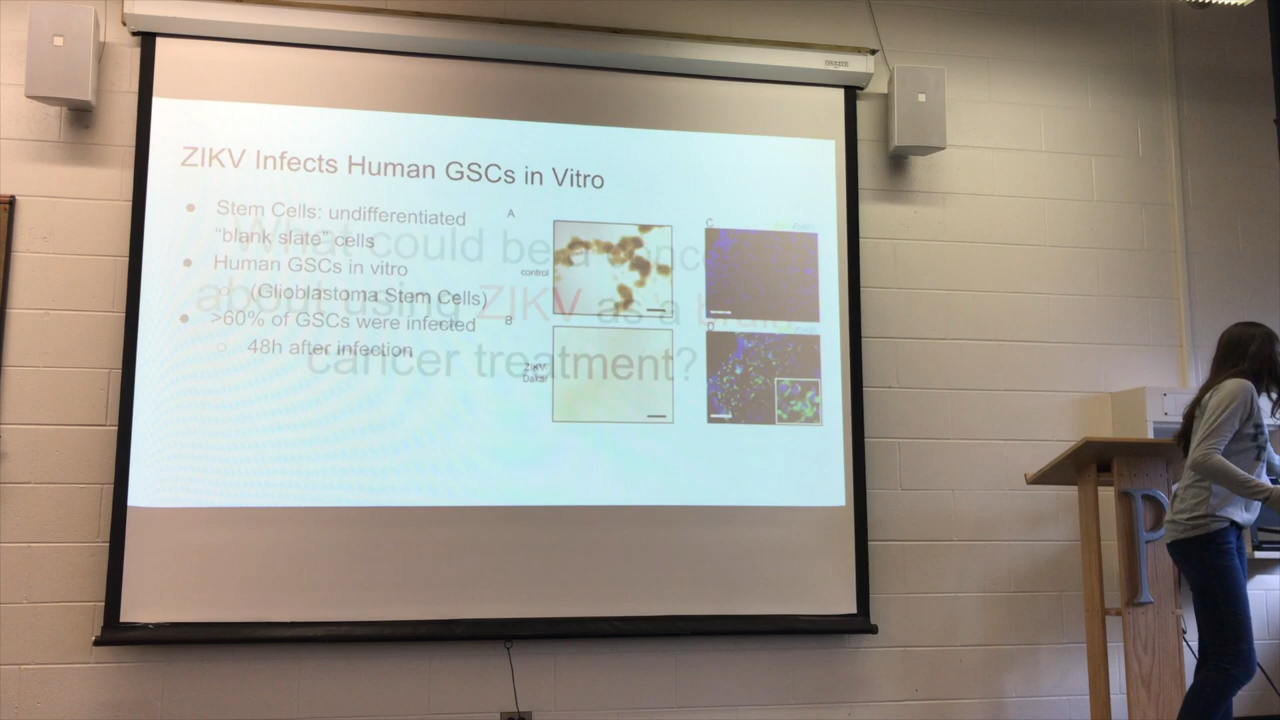 ZIKV Infects Human GSCs in Vitro
● Stem Cells: undifferentiated
“blank slate” cells
● Human GSCs in vitro
○ (Glioblastoma Stem Cells)
● >60% of GSCs were infected
○ 48h after infection
A
control
B
ZIKV
Dakar
C
D
What could be a
about using ZIKV as a brain
cancer treatment?
P